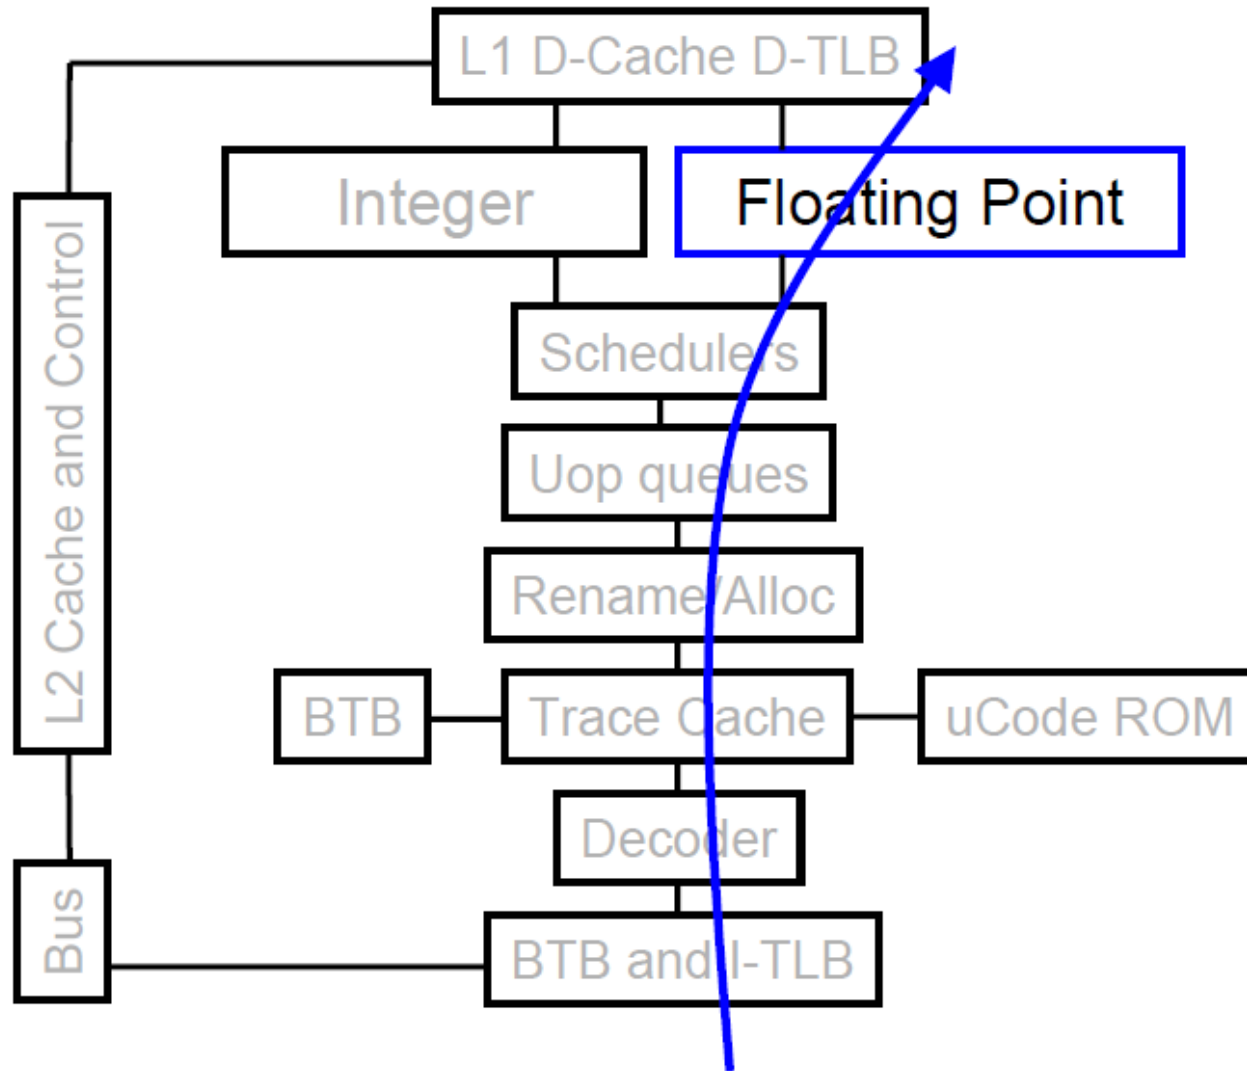 L1 D-Cache D-TLB
Integer
Floating Point
L2 Cache and Control
Schedulers
Uop queues
Rename/Alloc
BTB
Trace Cache
uCode ROM
Decoder
Bus
BTB and I-TLB